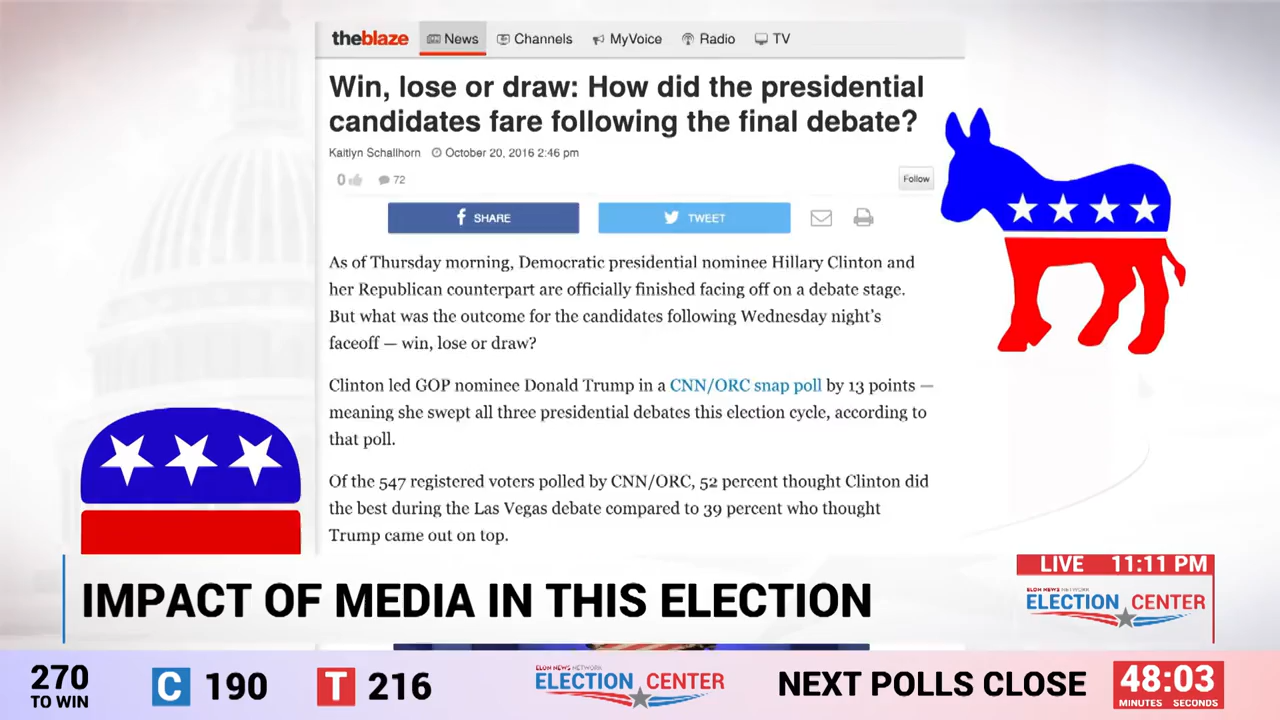 theblaze News Channels MyVoice Radio TV
Win, lose or draw: How did the presidential
candidates fare following the final debate?
Kaitlyn Schallhorn October 20, 2016 2:46 pm
0 72
Follow
SHARE TWEET
As of Thursday morning, Democratic presidential nominee Hillary Clinton and
her Republican counterpart are officially finished facing off on a debate stage.
But what was the outcome for the candidates following Wednesday night's
faceoff — win, lose or draw?
Clinton led GOP nominee Donald Trump in a CNN/ORC snap poll by 13 points —
meaning she swept all three presidential debates this election cycle, according to
that poll.
Of the 547 registered voters polled by CNN/ORC, 52 percent thought Clinton did
the best during the Las Vegas debate compared to 39 percent who thought
Trump came out on top.
IMPACT OF MEDIA IN THIS ELECTION
LIVE 11:11 PM
ELON NEWS NETWORK
ELECTION CENTER
270
TO WIN
C 190
T 216
ELON NEWS NETWORK
ELECTION CENTER
NEXT POLLS CLOSE
48:03
MINUTES SECONDS